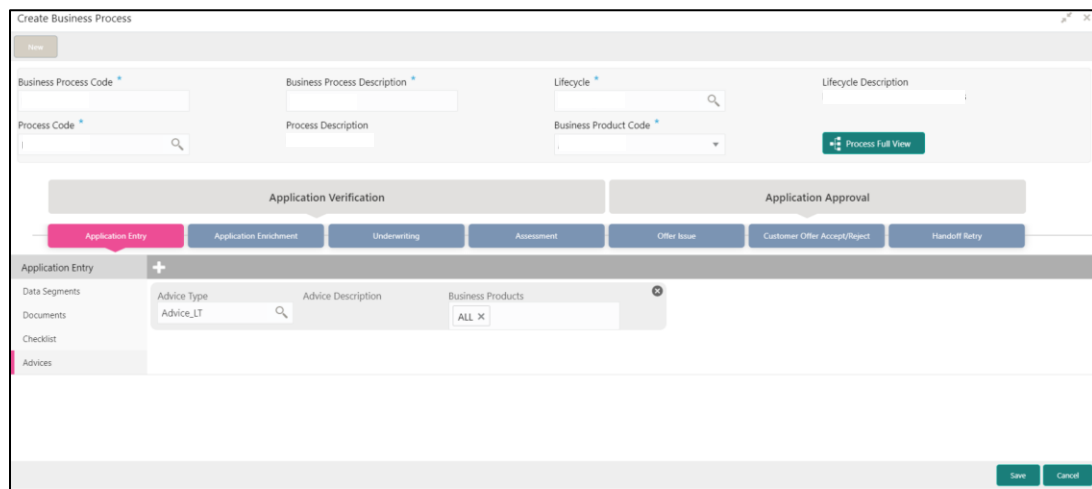 Create Business Process
New
Business Process Code *
Business Process Description *
Lifecycle *
Lifecycle Description
Process Code *
Process Description
Business Product Code *
Process Full View
Application Verification
Application Approval
Application Entry
Application Enrichment
Underwriting
Assessment
Offer Issue
Customer Offer Accept/Reject
Handoff Retry
Application Entry
Data Segments
Documents
Checklist
Advices
Advice Type
Advice Description
Business Products
Advice_LT
ALL ×
Save
Cancel